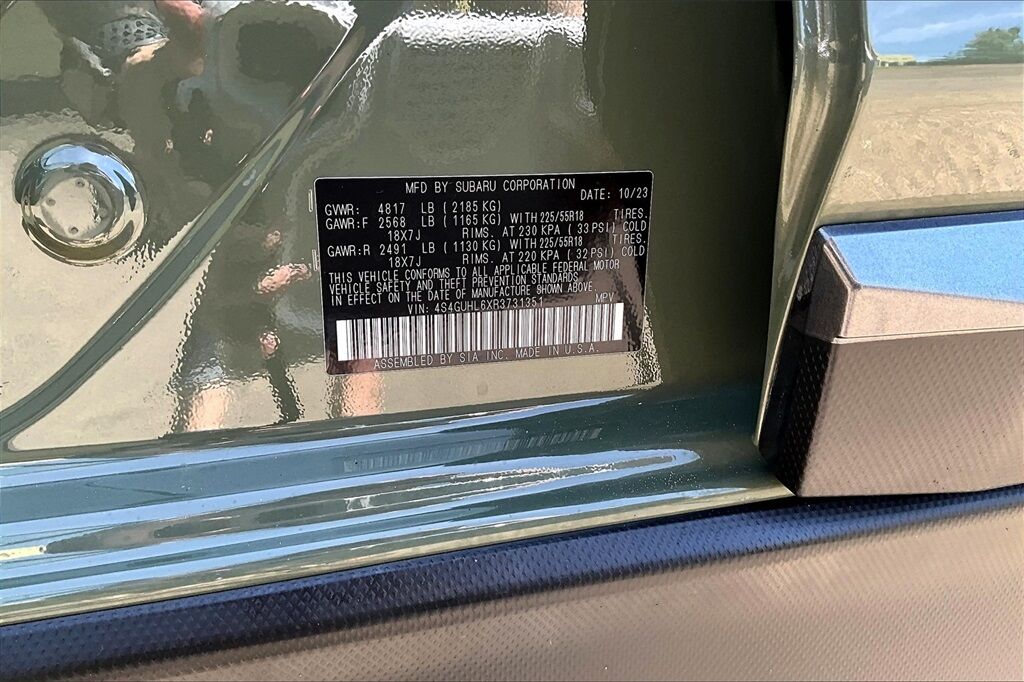 MFD BY SUBARU CORPORATION DATE: 10/23
GVWR: 4817 LB ( 2185 KG)
GAWR:F 2568 LB ( 1165 KG) WITH 225/55R18 TIRES.
18X7J RIMS. AT 230 KPA ( 33 PSI) COLD
GAWR:R 2491 LB ( 1130 KG) WITH 225/55R18 TIRES.
18X7J RIMS. AT 220 KPA ( 32 PSI) COLD
THIS VEHICLE CONFORMS TO ALL APPLICABLE FEDERAL MOTOR
VEHICLE SAFETY AND THEFT PREVENTION STANDARDS
IN EFFECT ON THE DATE OF MANUFACTURE SHOWN ABOVE.
VIN: 4S4GUHL6XR3731351 MPV
ASSEMBLED BY SIA INC. MADE IN U.S.A.